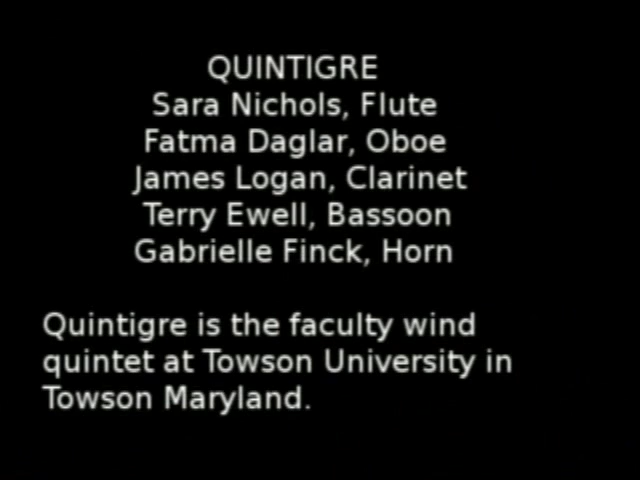 QUINTIGRE
Sara Nichols, Flute
Fatma Daglar, Oboe
James Logan, Clarinet
Terry Ewell, Bassoon
Gabrielle Finck, Horn
Quintigre is the faculty wind
quintet at Towson University in
Towson Maryland.